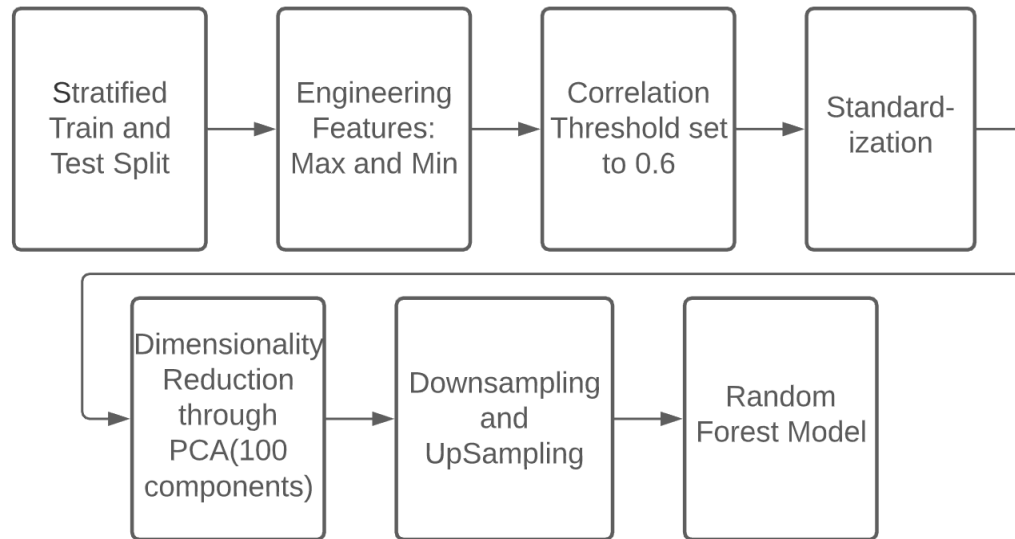 Stratified
Train and
Test Split
Engineering
Features:
Max and Min
Correlation
Threshold set
to 0.6
Standard-
ization
Dimensionality
Reduction
through
PCA(100
components)
Downsampling
and
UpSampling
Random
Forest Model